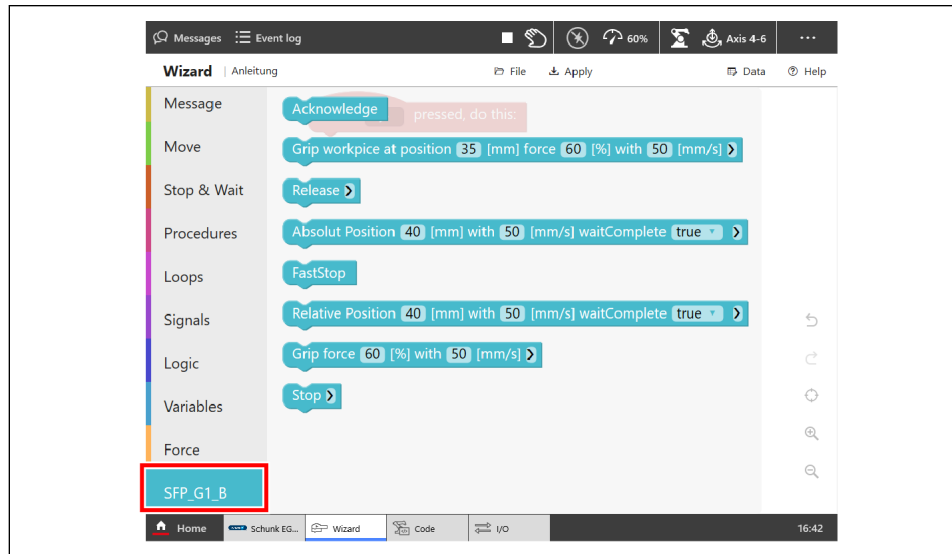 Messages Event log 60% Axis 4-6 ...
Wizard | Anleitung File Apply Data Help
Message
Acknowledge
pressed, do this:
Move
Grip workpice at position 35 [mm] force 60 [%] with 50 [mm/s]
Stop & Wait
Release
Procedures
Absolut Position 40 [mm] with 50 [mm/s] waitComplete true
Loops
FastStop
Signals
Relative Position 40 [mm] with 50 [mm/s] waitComplete true
Logic
Grip force 60 [%] with 50 [mm/s]
Variables
Stop
Force
SFP_G1_B
Home Schunk EG... Wizard Code I/O 16:42